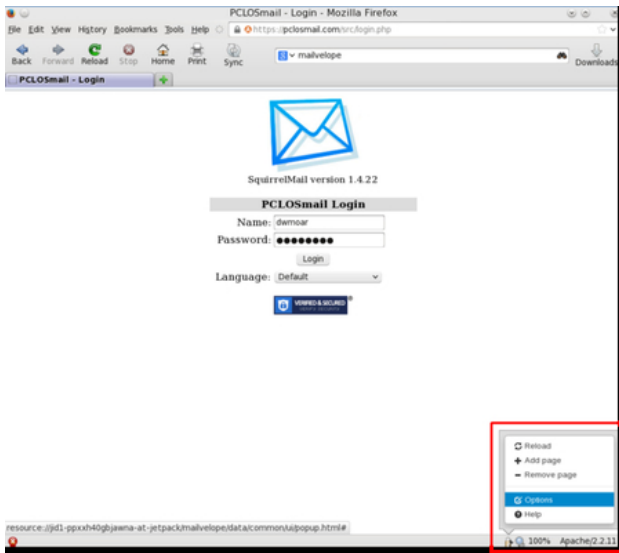 PCLOSmail - Login - Mozilla Firefox
File Edit View History Bookmarks Tools Help
https://pclosmail.com/src/login.php
Back Forward Reload Stop Home Print Sync
mailvelope
Downloads
PCLOSmail - Login
SquirrelMail version 1.4.22
PCLOSmail Login
Name: dwmoar
Password: ●●●●●●●●
Login
Language: Default
VERIFIED & SECURED
Reload
Add page
Remove page
Options
Help
resource://jid1-ppxxh40gbjawna-at-jetpack/mailvelope/data/common/ui/popup.html#
100% Apache/2.2.11